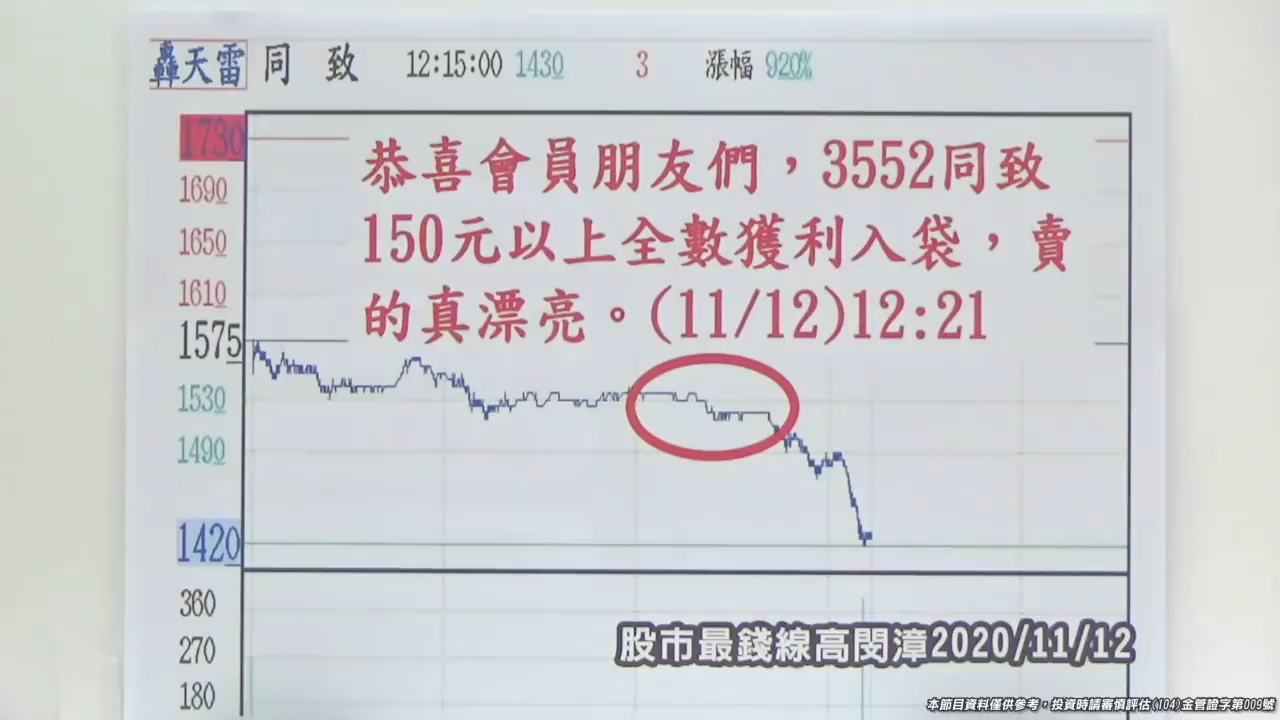 轟天雷 同 致 12:15:00 1430 3 漲幅 920%
1730
1690
1650
1610
1575
1530
1490
1420
360
270
180
恭喜會員朋友們，3552同致
150元以上全數獲利入袋，賣
的真漂亮。(11/12)12:21
股市最錢線高閔漳2020/11/12
本節目資料僅供參考，投資時請審慎評估(104)金管證字第009號